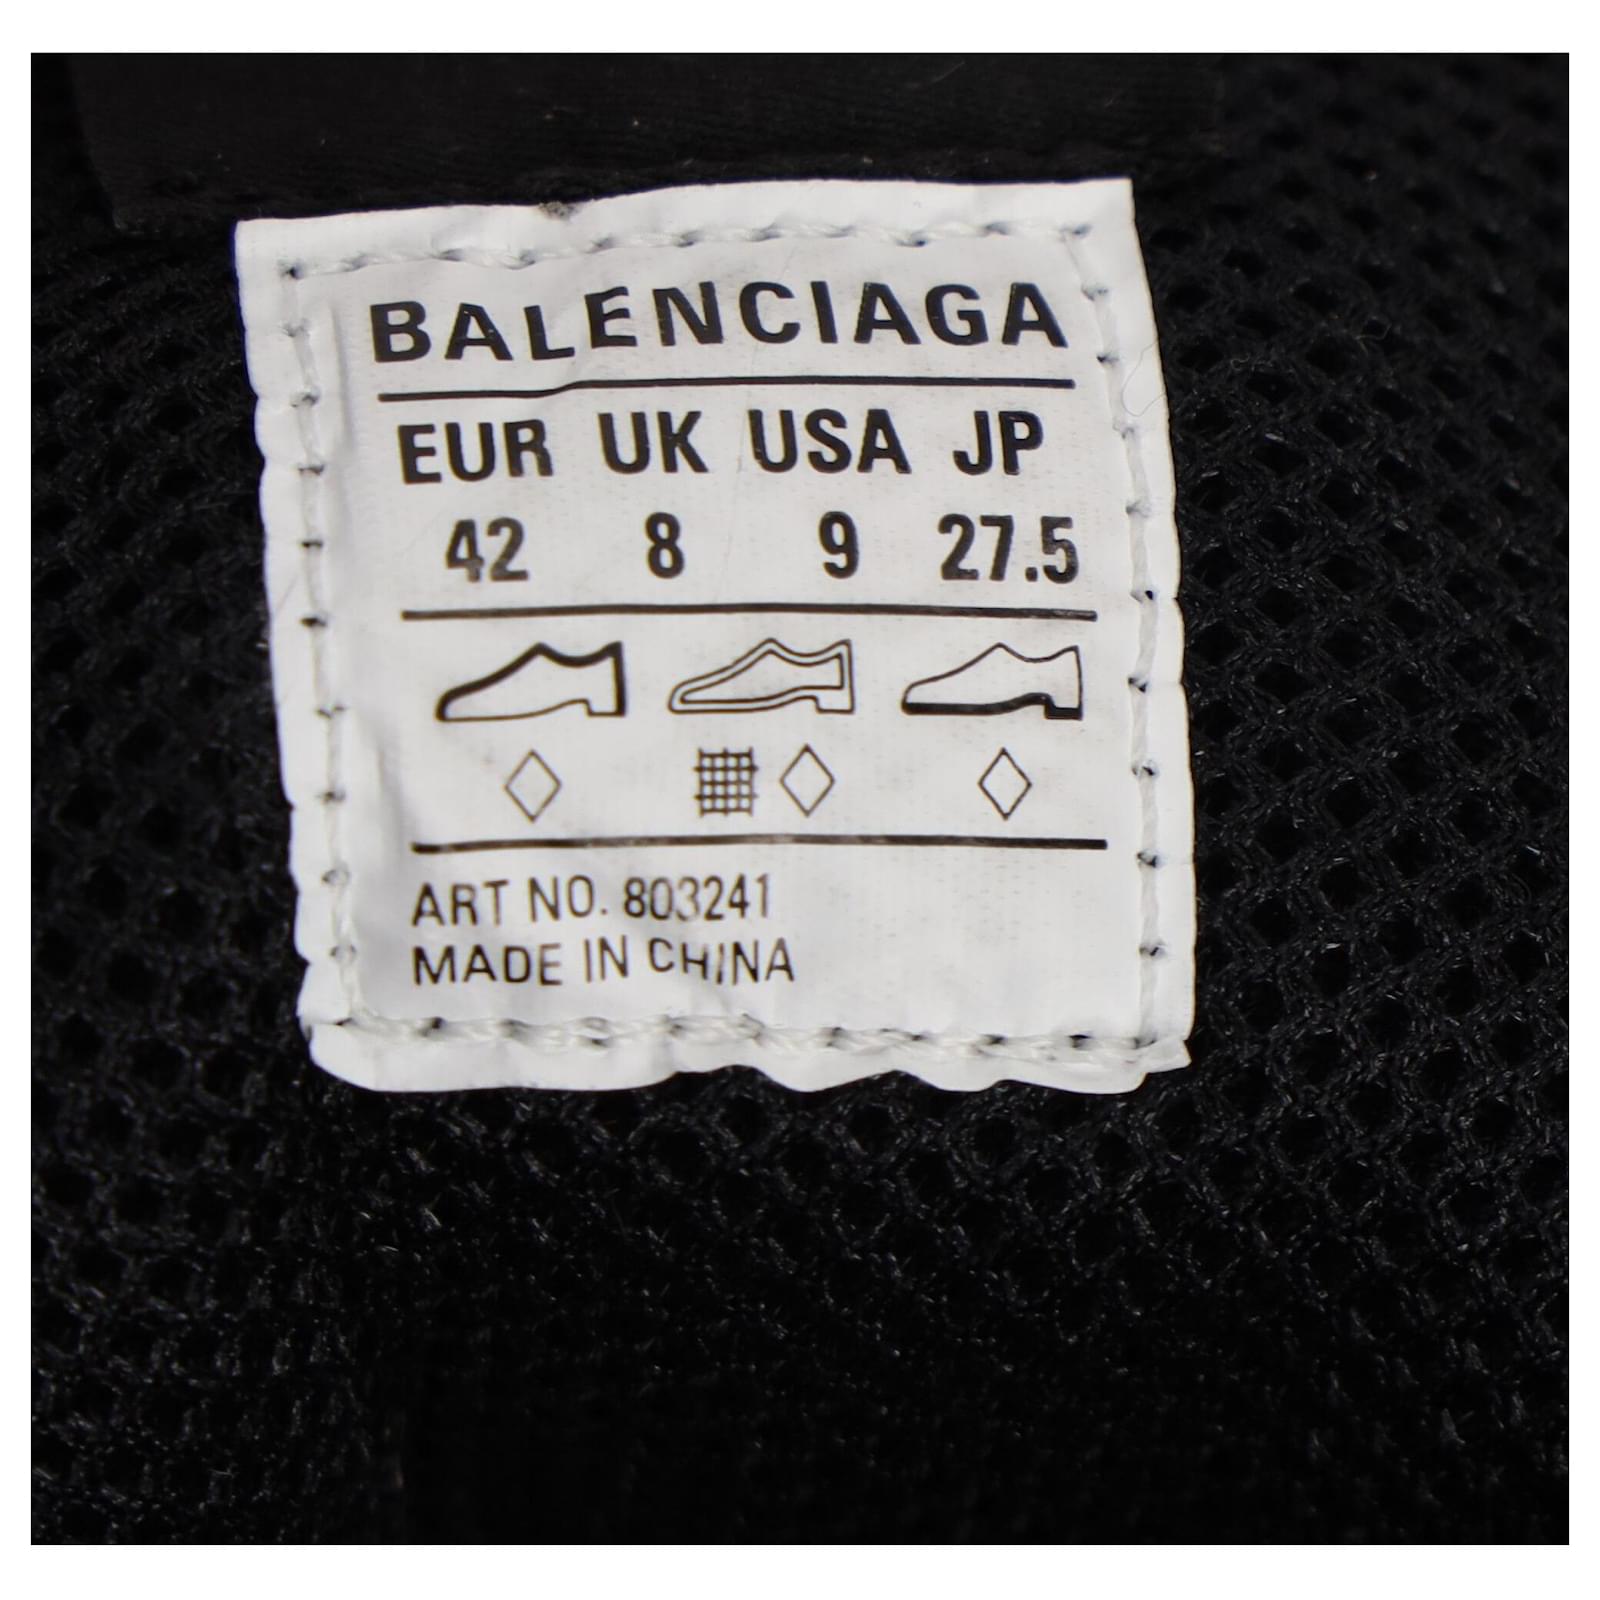 BALENCIAGA
EUR UK USA JP
42 8 9 27.5
ART NO. 803241
MADE IN CHINA